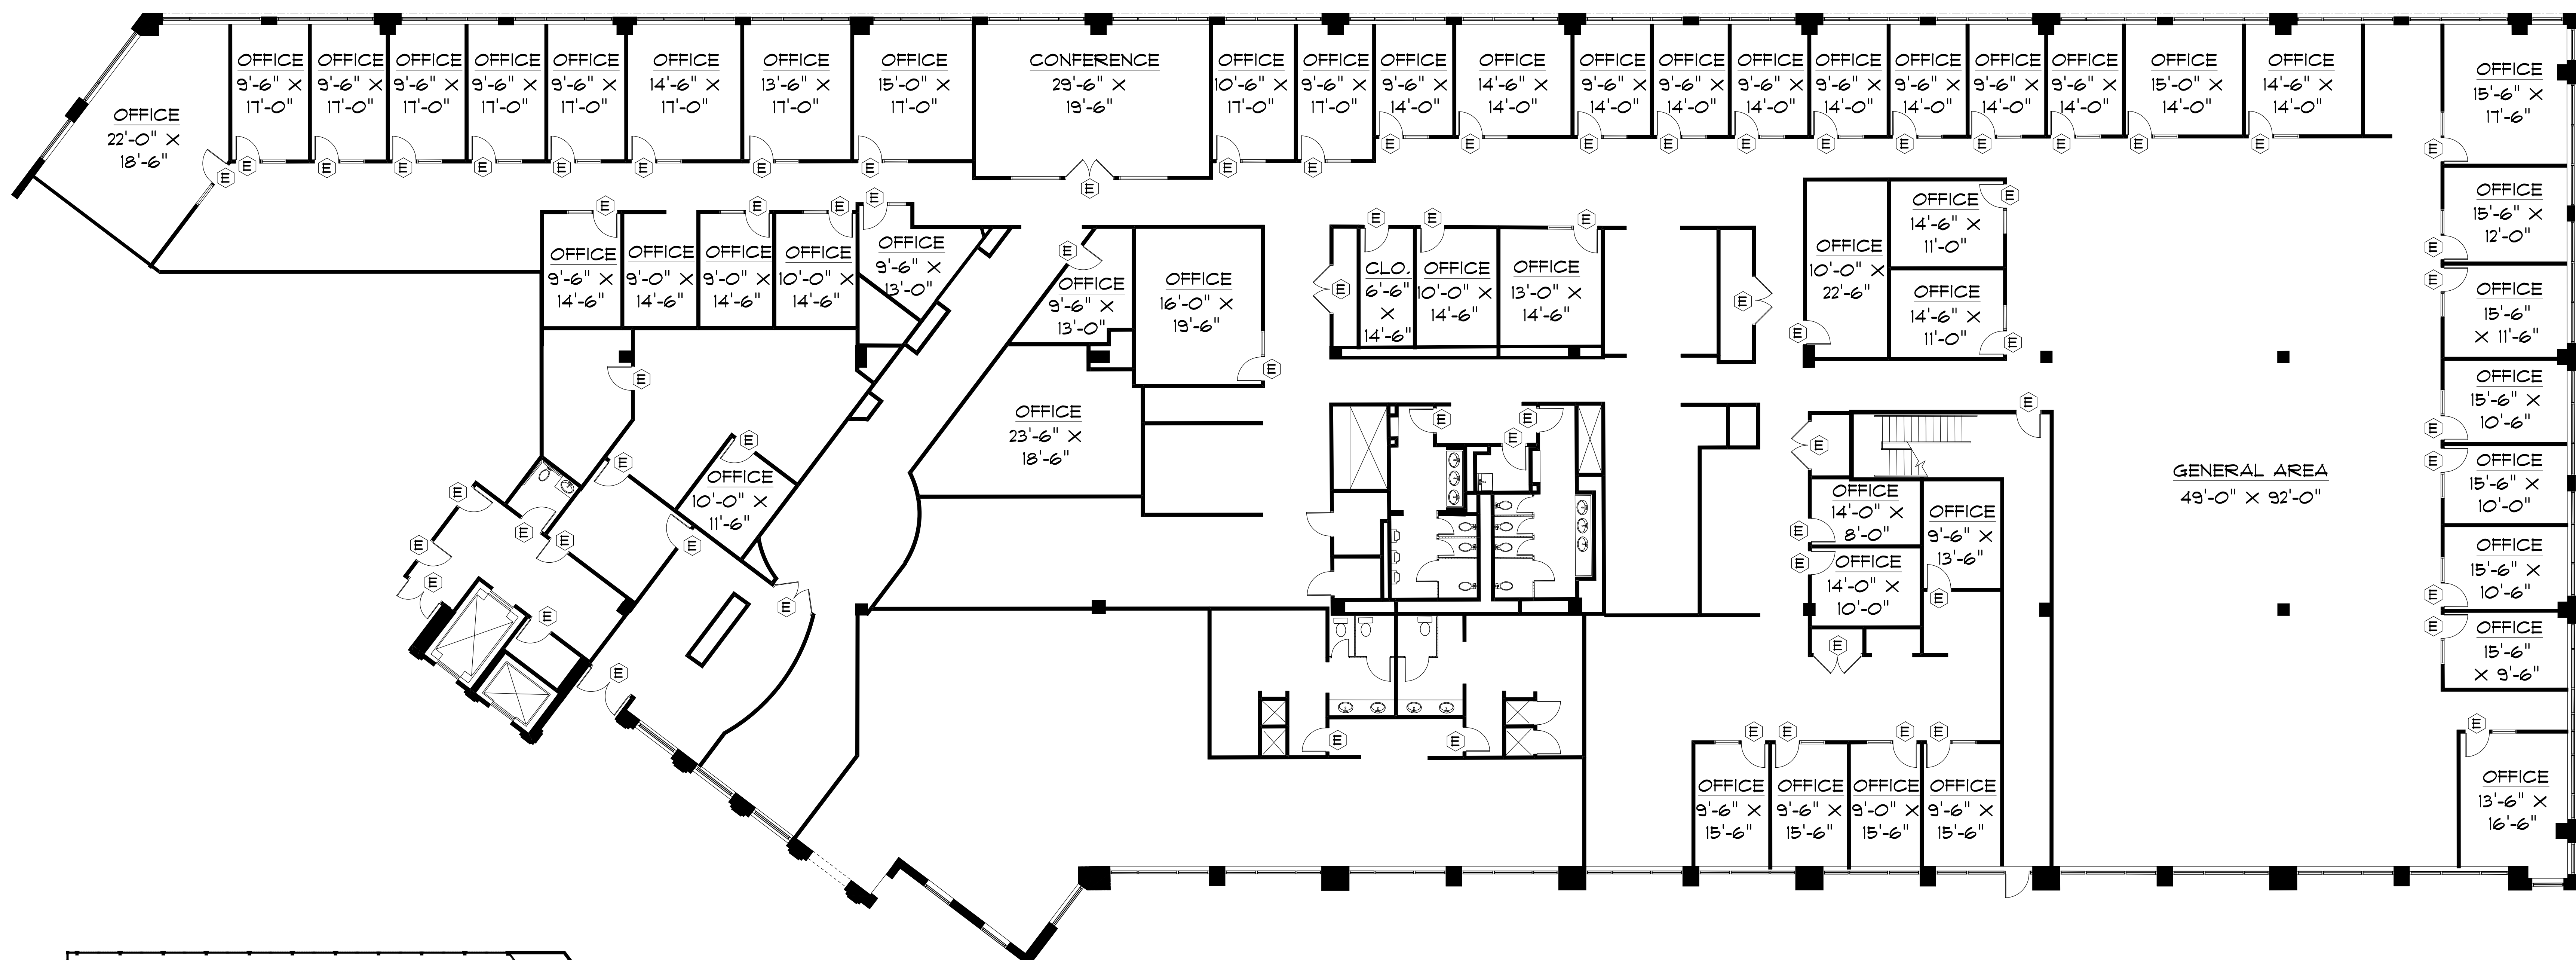 OFFICE
22'-0" X
18'-6"
OFFICE
9'-6" X
17'-0"
OFFICE
9'-6" X
17'-0"
OFFICE
9'-6" X
17'-0"
OFFICE
9'-6" X
17'-0"
OFFICE
9'-6" X
17'-0"
OFFICE
14'-6" X
17'-0"
OFFICE
13'-6" X
17'-0"
OFFICE
15'-0" X
17'-0"
CONFERENCE
29'-6" X
19'-6"
OFFICE
10'-6" X
17'-0"
OFFICE
9'-6" X
17'-0"
OFFICE
9'-6" X
14'-0"
OFFICE
14'-6" X
14'-0"
OFFICE
9'-6" X
14'-0"
OFFICE
9'-6" X
14'-0"
OFFICE
9'-6" X
14'-0"
OFFICE
9'-6" X
14'-0"
OFFICE
9'-6" X
14'-0"
OFFICE
9'-6" X
14'-0"
OFFICE
9'-6" X
14'-0"
OFFICE
15'-0" X
14'-0"
OFFICE
14'-6" X
14'-0"
OFFICE
15'-6" X
17'-6"
OFFICE
9'-6" X
14'-6"
OFFICE
9'-0" X
14'-6"
OFFICE
9'-0" X
14'-6"
OFFICE
10'-0" X
14'-6"
OFFICE
9'-6" X
13'-0"
OFFICE
9'-6" X
13'-0"
OFFICE
16'-0" X
19'-6"
CLO.
6'-6"
X
14'-6"
OFFICE
10'-0" X
14'-6"
OFFICE
13'-0" X
14'-6"
OFFICE
10'-0" X
22'-6"
OFFICE
14'-6" X
11'-0"
OFFICE
14'-6" X
11'-0"
OFFICE
15'-6" X
12'-0"
OFFICE
15'-6"
X 11'-6"
OFFICE
15'-6" X
10'-6"
OFFICE
15'-6" X
10'-0"
OFFICE
15'-6" X
10'-6"
OFFICE
15'-6"
X 9'-6"
OFFICE
13'-6" X
16'-6"
OFFICE
23'-6" X
18'-6"
OFFICE
10'-0" X
11'-6"
GENERAL AREA
49'-0" X 92'-0"
OFFICE
14'-0" X
8'-0"
OFFICE
9'-6" X
13'-6"
OFFICE
14'-0" X
10'-0"
OFFICE
9'-6" X
15'-6"
OFFICE
9'-6" X
15'-6"
OFFICE
9'-0" X
15'-6"
OFFICE
9'-6" X
15'-6"